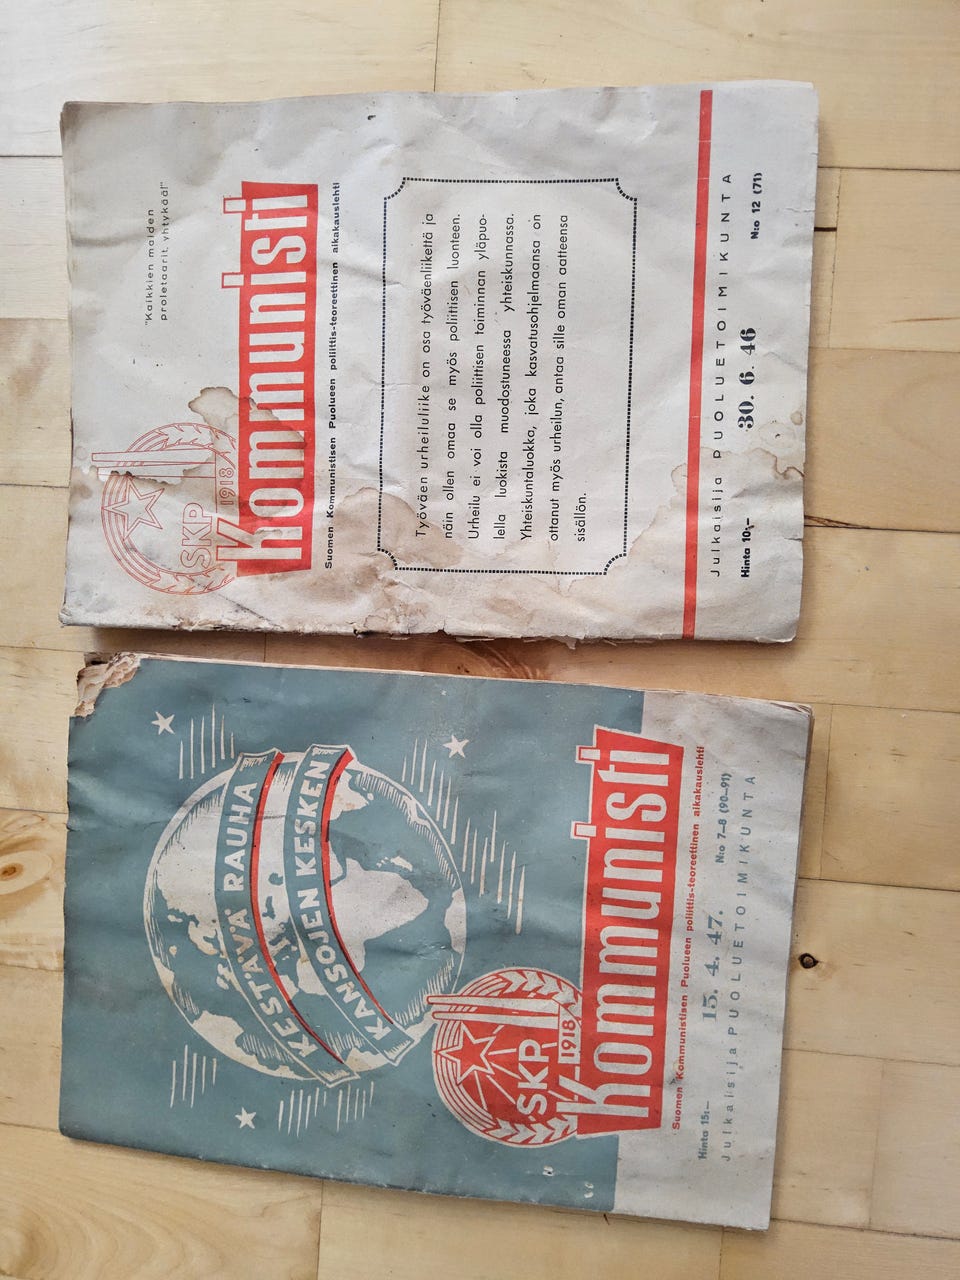 "Kaikkien maiden
proletaarit, yhtykää!"
SKP
1918
Kommunisti
Suomen Kommunistisen Puolueen poliittis-teoreettinen aikakauslehti
Työväen urheiluliike on osa työväenliikettä ja
näin ollen omaa se myös poliittisen luonteen.
Urheilu ei voi olla poliittisen toiminnan yläpuo-
lella luokista muodostuneessa yhteiskunnassa.
Yhteiskuntaluokka, joka kasvatusohjelmaansa on
ottanut myös urheilun, antaa sille oman aatteensa
sisällön.
Julkaisija PUOLUETOIMIKUNTA
Hinta 10:— 30. 6. 46 N:o 12 (71)
KESTÄVÄ RAUHA
KANSOJEN KESKEN
SKP
1918
Kommunisti
Suomen Kommunistisen Puolueen poliittis-teoreettinen aikakauslehti
Hinta 15:— 15. 4. 47. N:o 7—8 (90—91)
Julkaisija PUOLUETOIMIKUNTA